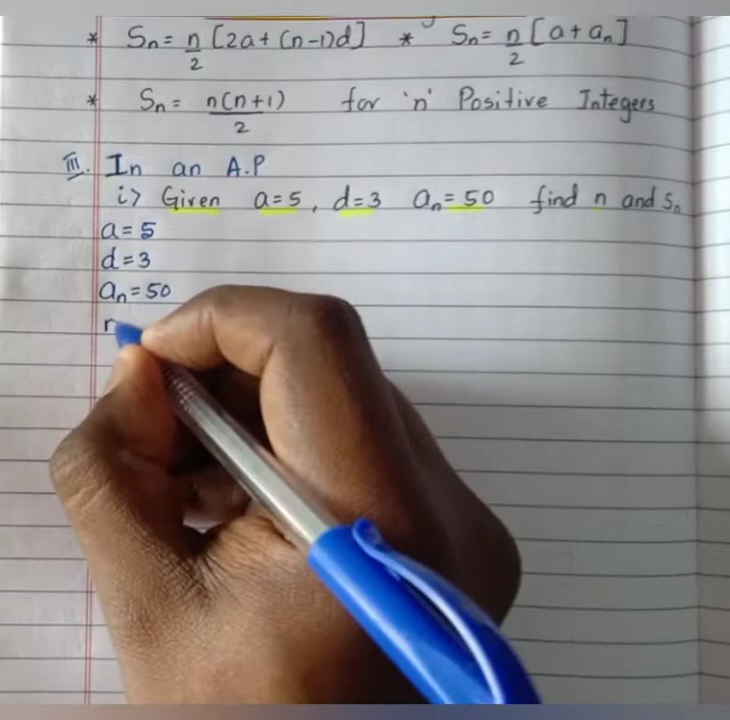 * Sn = n/2 [2a + (n-1)d] * Sn = n/2 [a + an]
* Sn = n(n+1)/2 for 'n' Positive Integers
III. In an A.P
i> Given a = 5, d = 3 an = 50 find n and Sn
a = 5
d = 3
an = 50